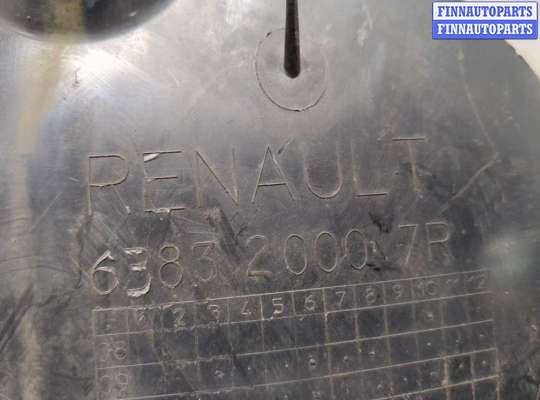 FINNAUTOPARTS
FINNAUTOPARTS
RENAULT
638320007R
1 2 3 4 5 6 7 8 9 10 11 12